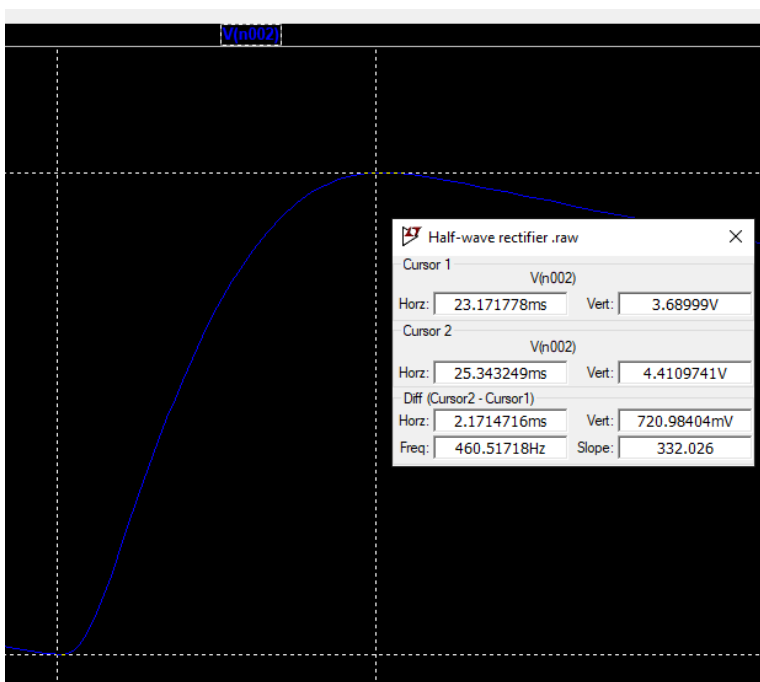 V(n002)
Half-wave rectifier .raw
Cursor 1
V(n002)
Horz: 23.171778ms Vert: 3.68999V
Cursor 2
V(n002)
Horz: 25.343249ms Vert: 4.4109741V
Diff (Cursor2 - Cursor1)
Horz: 2.1714716ms Vert: 720.98404mV
Freq: 460.51718Hz Slope: 332.026